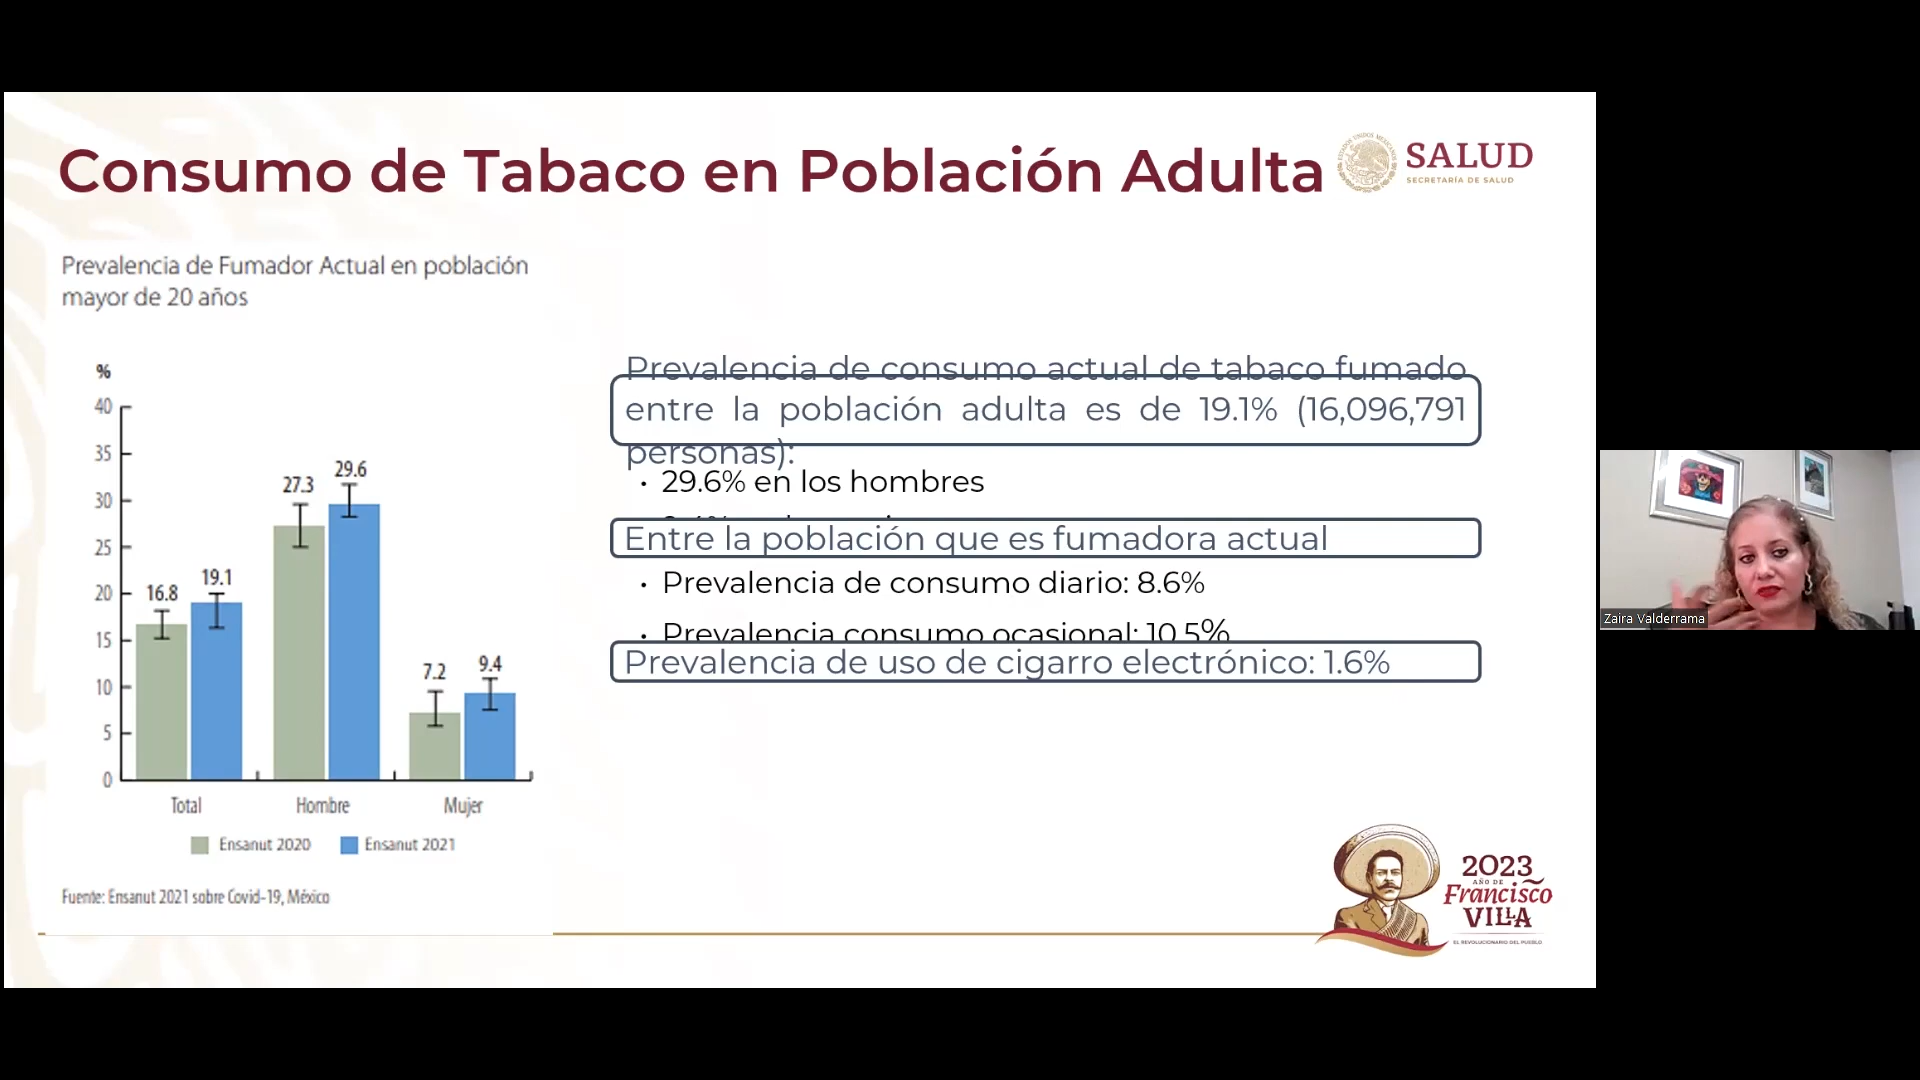 Consumo de Tabaco en Población Adulta
ESTADOS UNIDOS MEXICANOS
SALUD
SECRETARÍA DE SALUD
Prevalencia de Fumador Actual en población
mayor de 20 años
%
40
35
30
25
20
15
10
5
0
16.8
19.1
27.3
29.6
7.2
9.4
Total
Hombre
Mujer
Ensanut 2020
Ensanut 2021
Fuente: Ensanut 2021 sobre Covid-19, México
Prevalencia de consumo actual de tabaco fumado
entre la población adulta es de 19.1% (16,096,791
personas):
• 29.6% en los hombres
Entre la población que es fumadora actual
• Prevalencia de consumo diario: 8.6%
• Prevalencia consumo ocasional: 10.5%
Prevalencia de uso de cigarro electrónico: 1.6%
2023
AÑO DE
Francisco
VILLA
EL REVOLUCIONARIO DEL PUEBLO
Zaira Valderrama